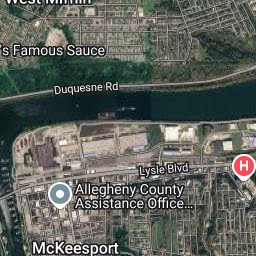 West Mifflin
's Famous Sauce
Duquesne Rd
Lysle Blvd
H
Allegheny County
Assistance Office...
McKeesport